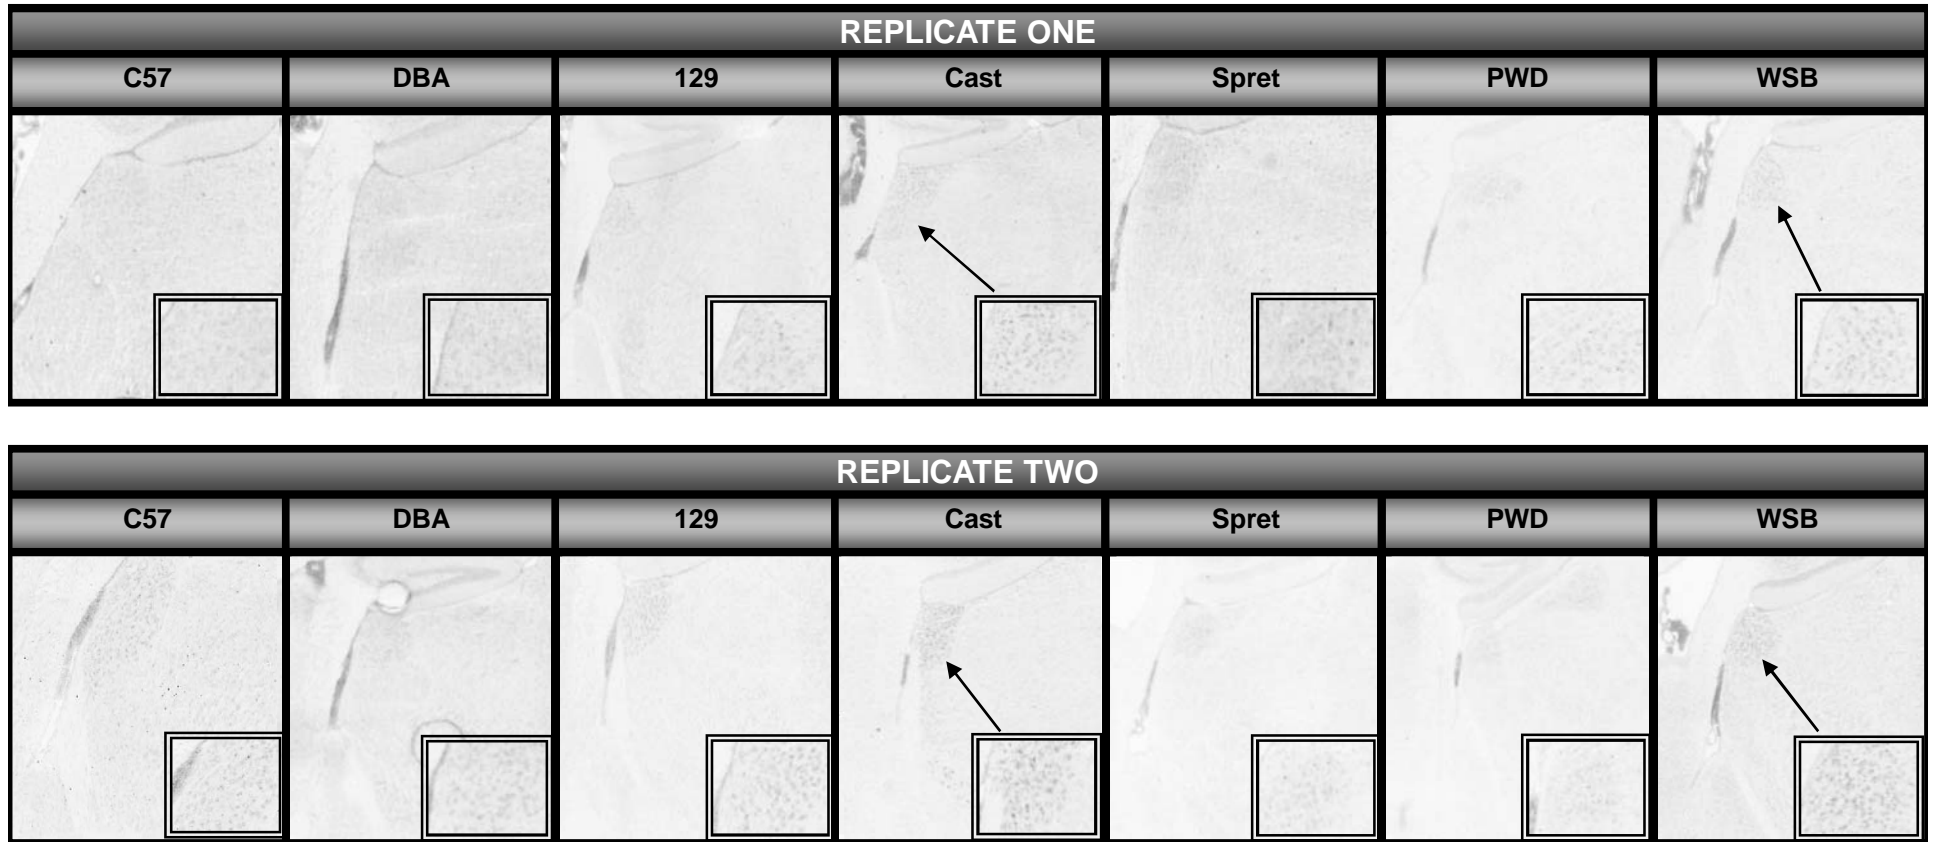 REPLICATE ONE
C57 DBA 129 Cast Spret PWD WSB
REPLICATE TWO
C57 DBA 129 Cast Spret PWD WSB